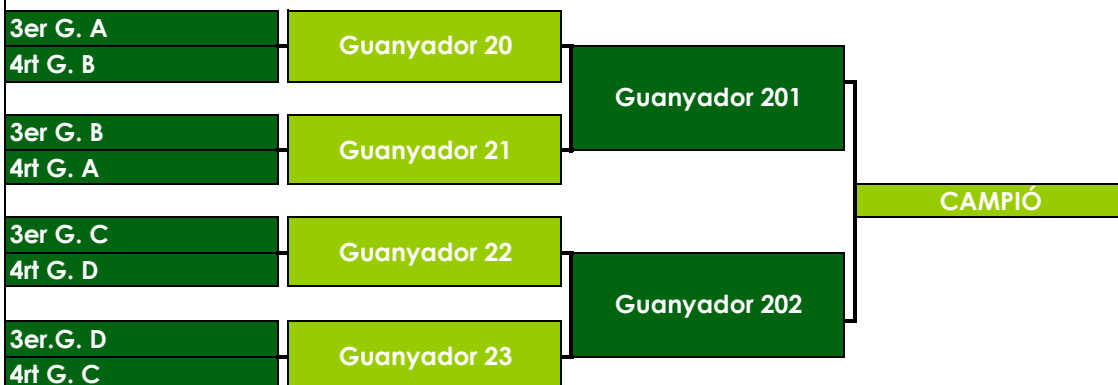 3er G. A
4rt G. B
Guanyador 20
Guanyador 201
3er G. B
4rt G. A
Guanyador 21
CAMPIÓ
3er G. C
4rt G. D
Guanyador 22
Guanyador 202
3er.G. D
4rt G. C
Guanyador 23